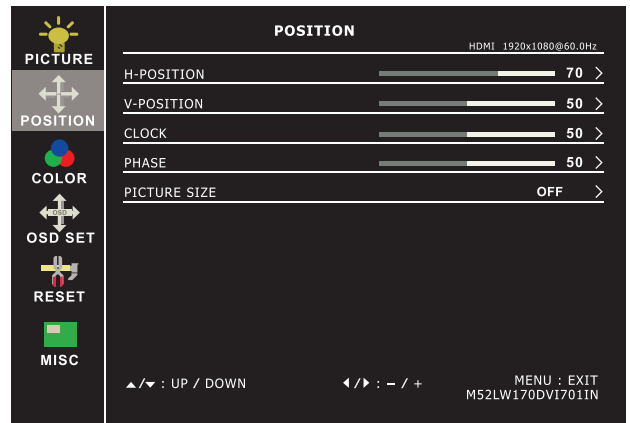 POSITION
HDMI 1920x1080@60.0Hz
PICTURE
POSITION
COLOR
OSD
OSD SET
RESET
MISC
H-POSITION 70 >
V-POSITION 50 >
CLOCK 50 >
PHASE 50 >
PICTURE SIZE OFF >
▲/▼ : UP / DOWN ◀/▶ : – / + MENU : EXIT
M52LW170DVI701IN